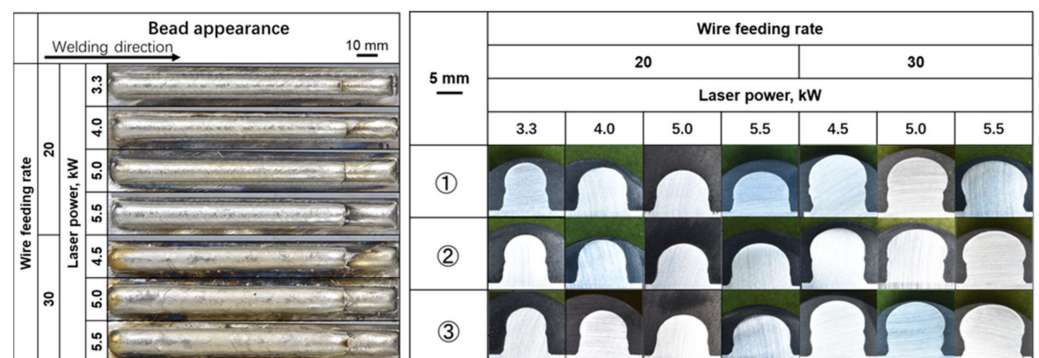 Bead appearance
Welding direction
10 mm
Wire feeding rate
20
30
Laser power, kW
3.3
4.0
5.0
5.5
4.5
5.0
5.5
5 mm
Wire feeding rate
20
30
Laser power, kW
3.3
4.0
5.0
5.5
4.5
5.0
5.5
①
②
③